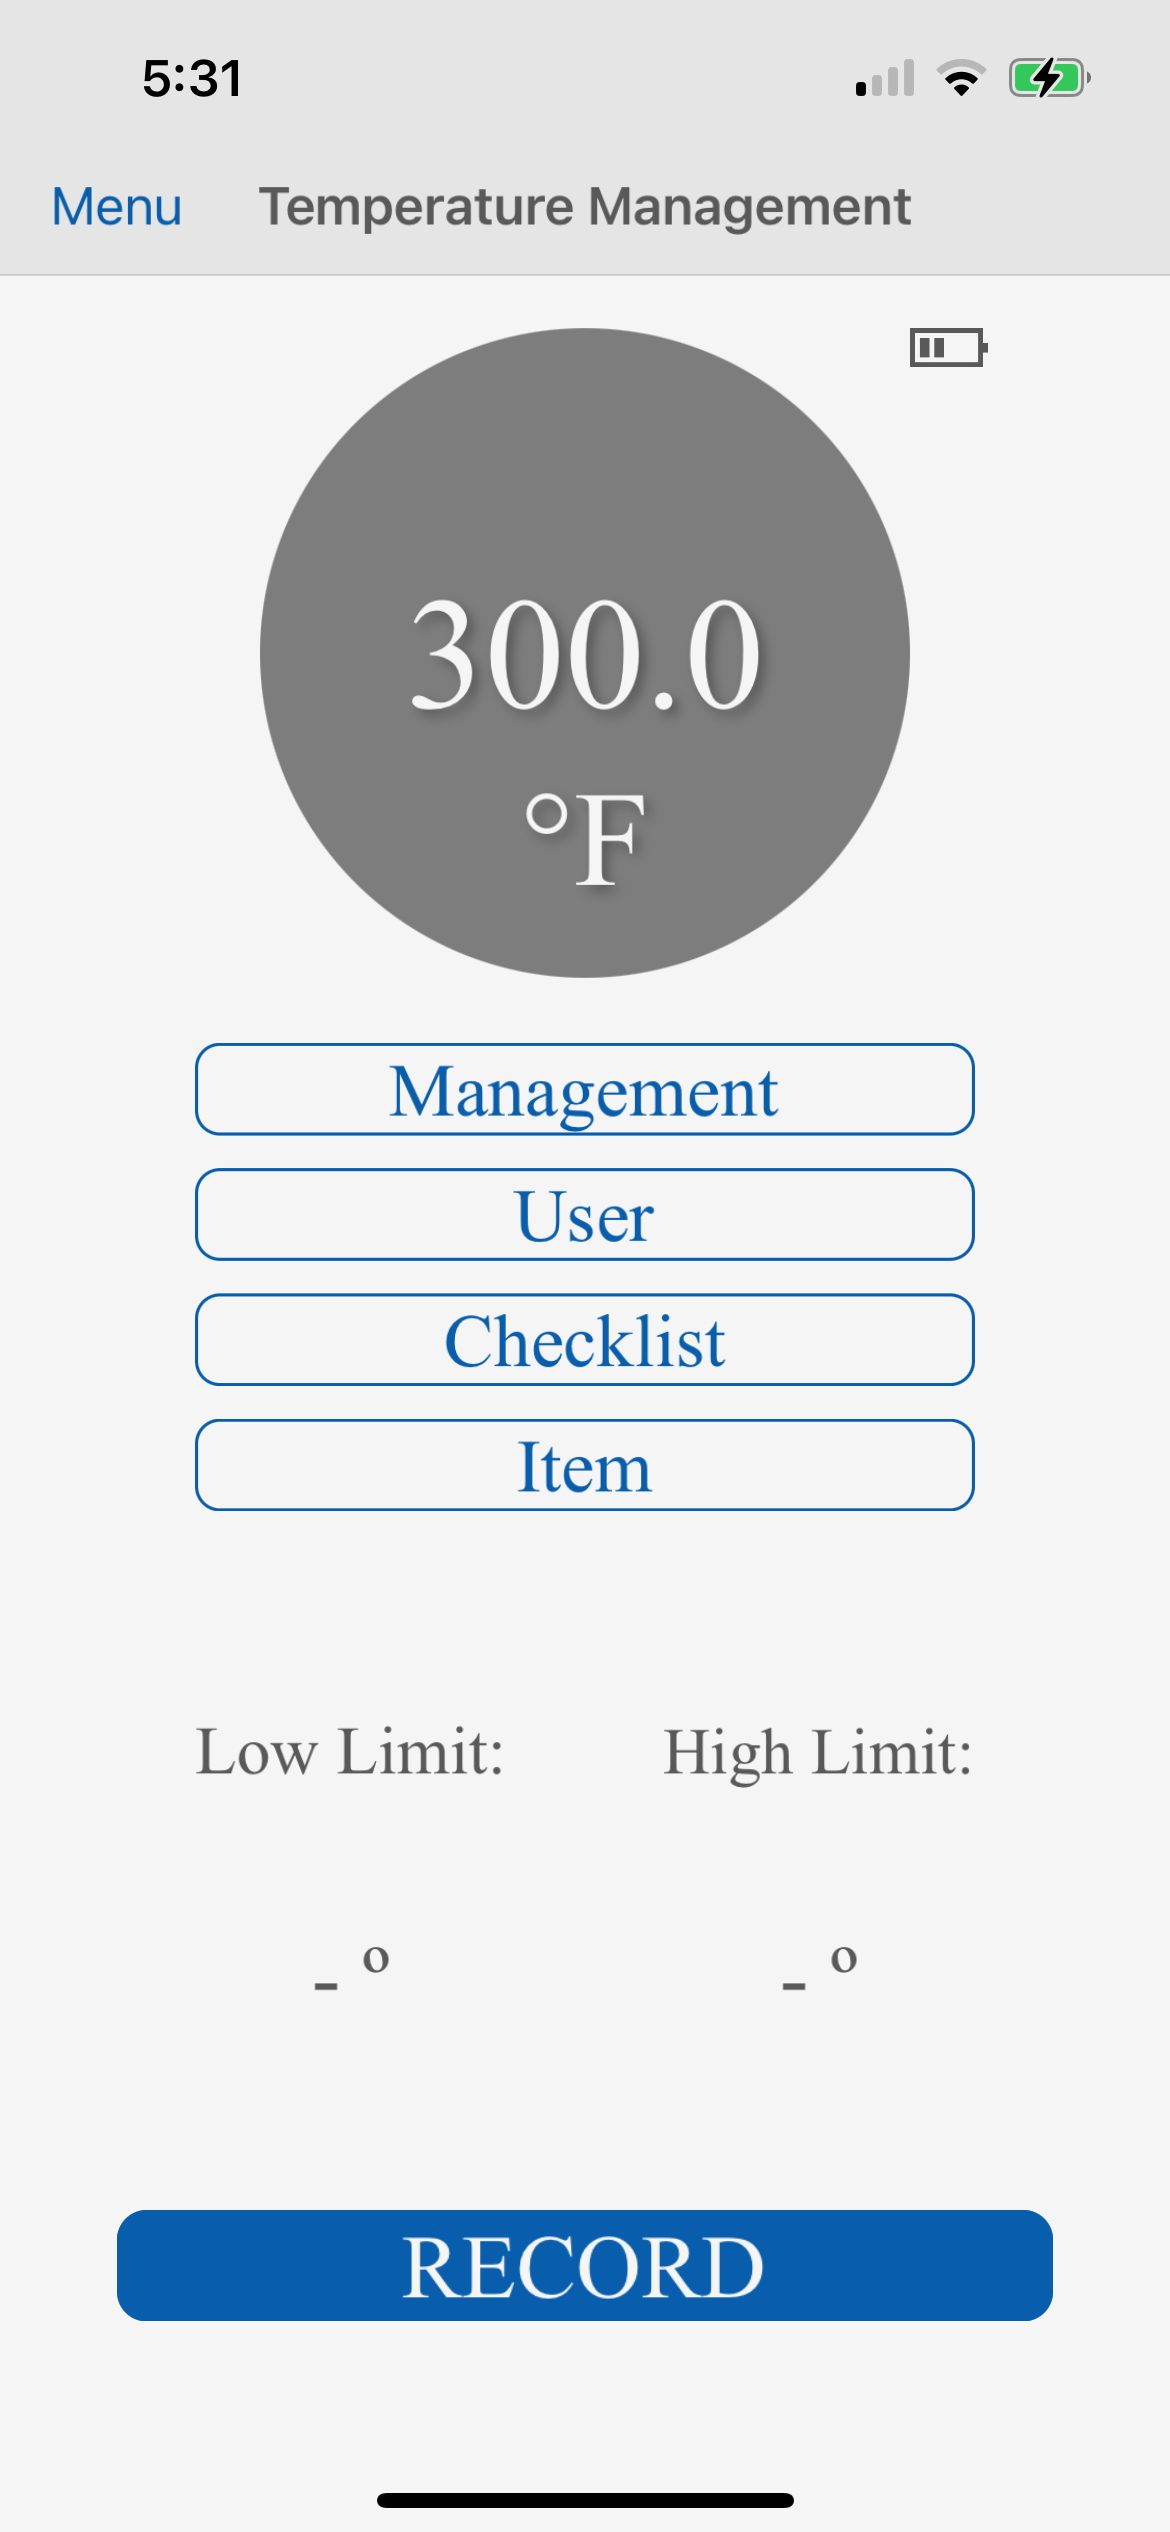 5:31
Menu Temperature Management
300.0
°F
Management
User
Checklist
Item
Low Limit: High Limit:
- º - º
RECORD